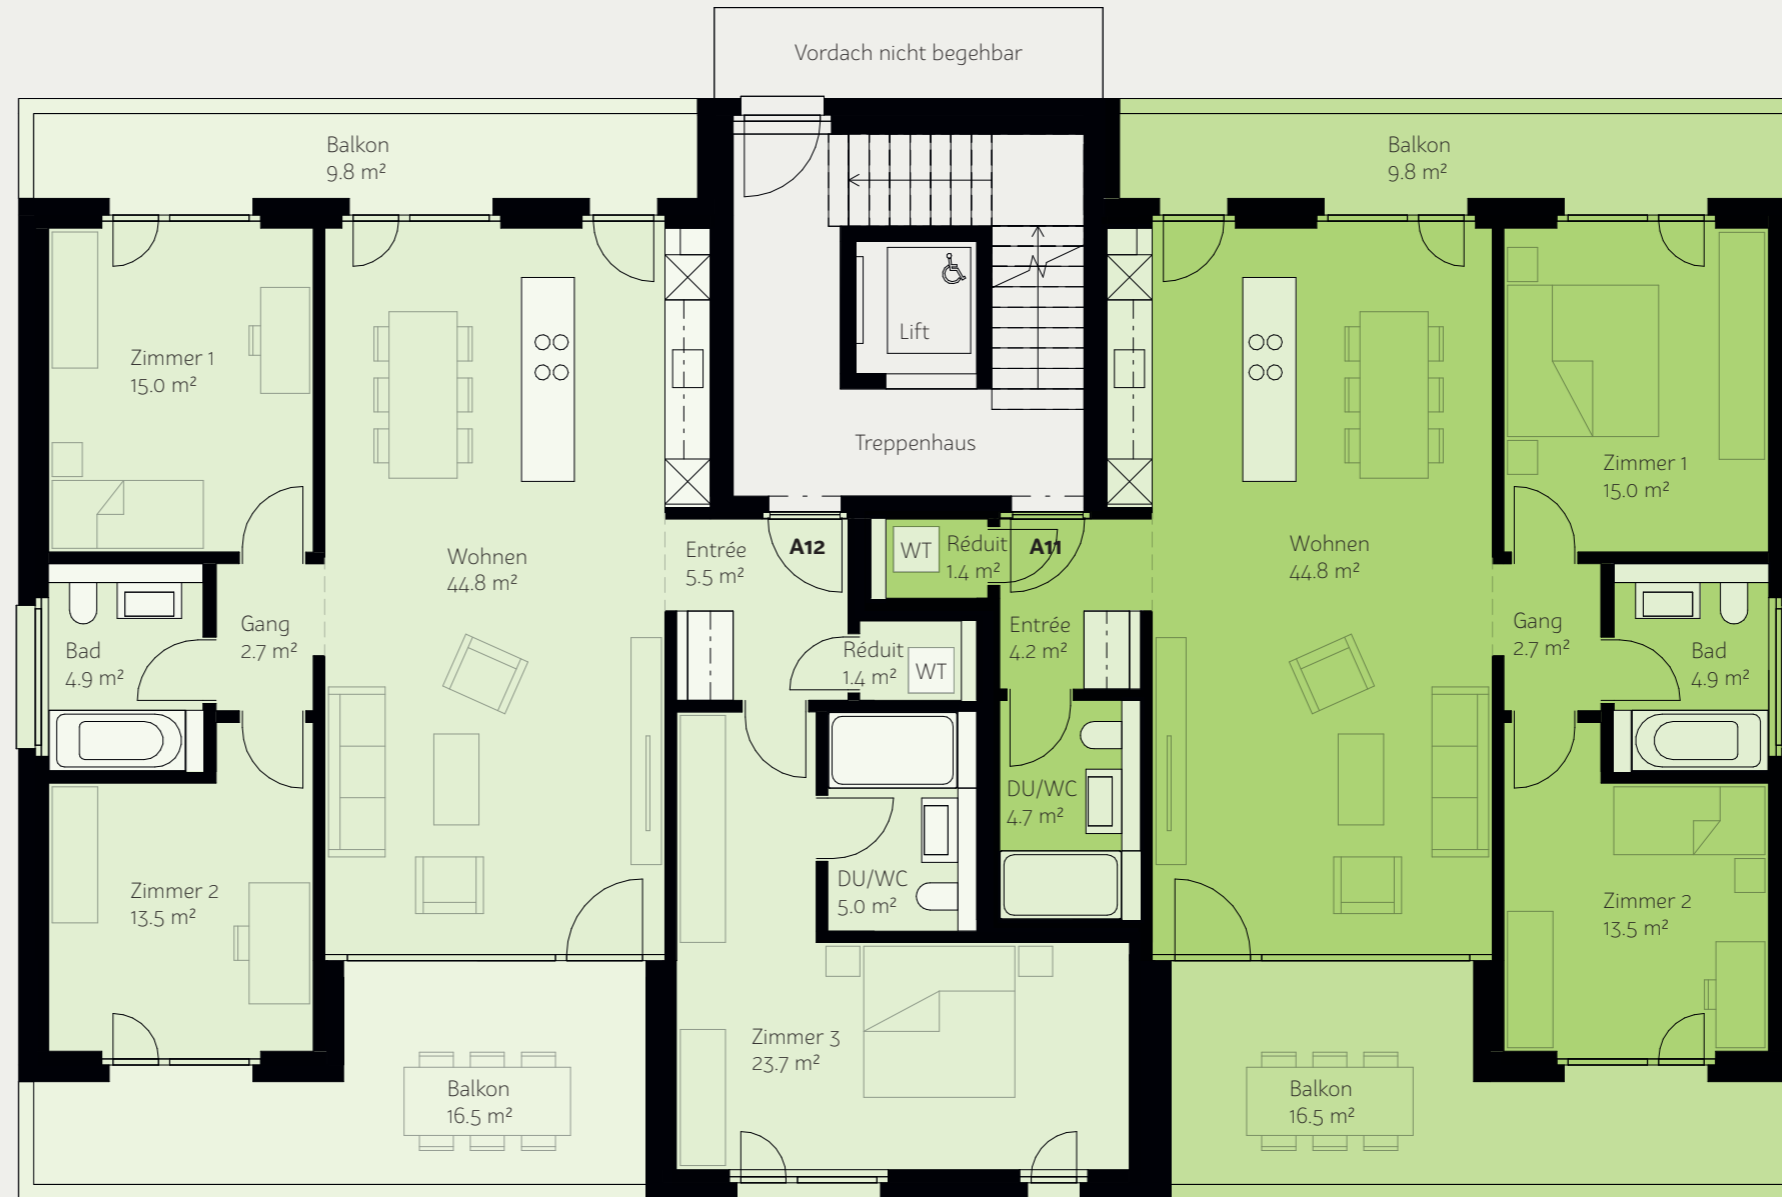 Vordach nicht begehbar
Balkon
9.8 m²
Balkon
9.8 m²
Lift
Zimmer 1
15.0 m²
Treppenhaus
Zimmer 1
15.0 m²
Wohnen
44.8 m²
Entrée
5.5 m²
A12
WT
Réduit
1.4 m²
A11
Wohnen
44.8 m²
Bad
4.9 m²
Gang
2.7 m²
Réduit
1.4 m²
WT
Entrée
4.2 m²
Gang
2.7 m²
Bad
4.9 m²
DU/WC
4.7 m²
Zimmer 2
13.5 m²
DU/WC
5.0 m²
Zimmer 2
13.5 m²
Zimmer 3
23.7 m²
Balkon
16.5 m²
Balkon
16.5 m²